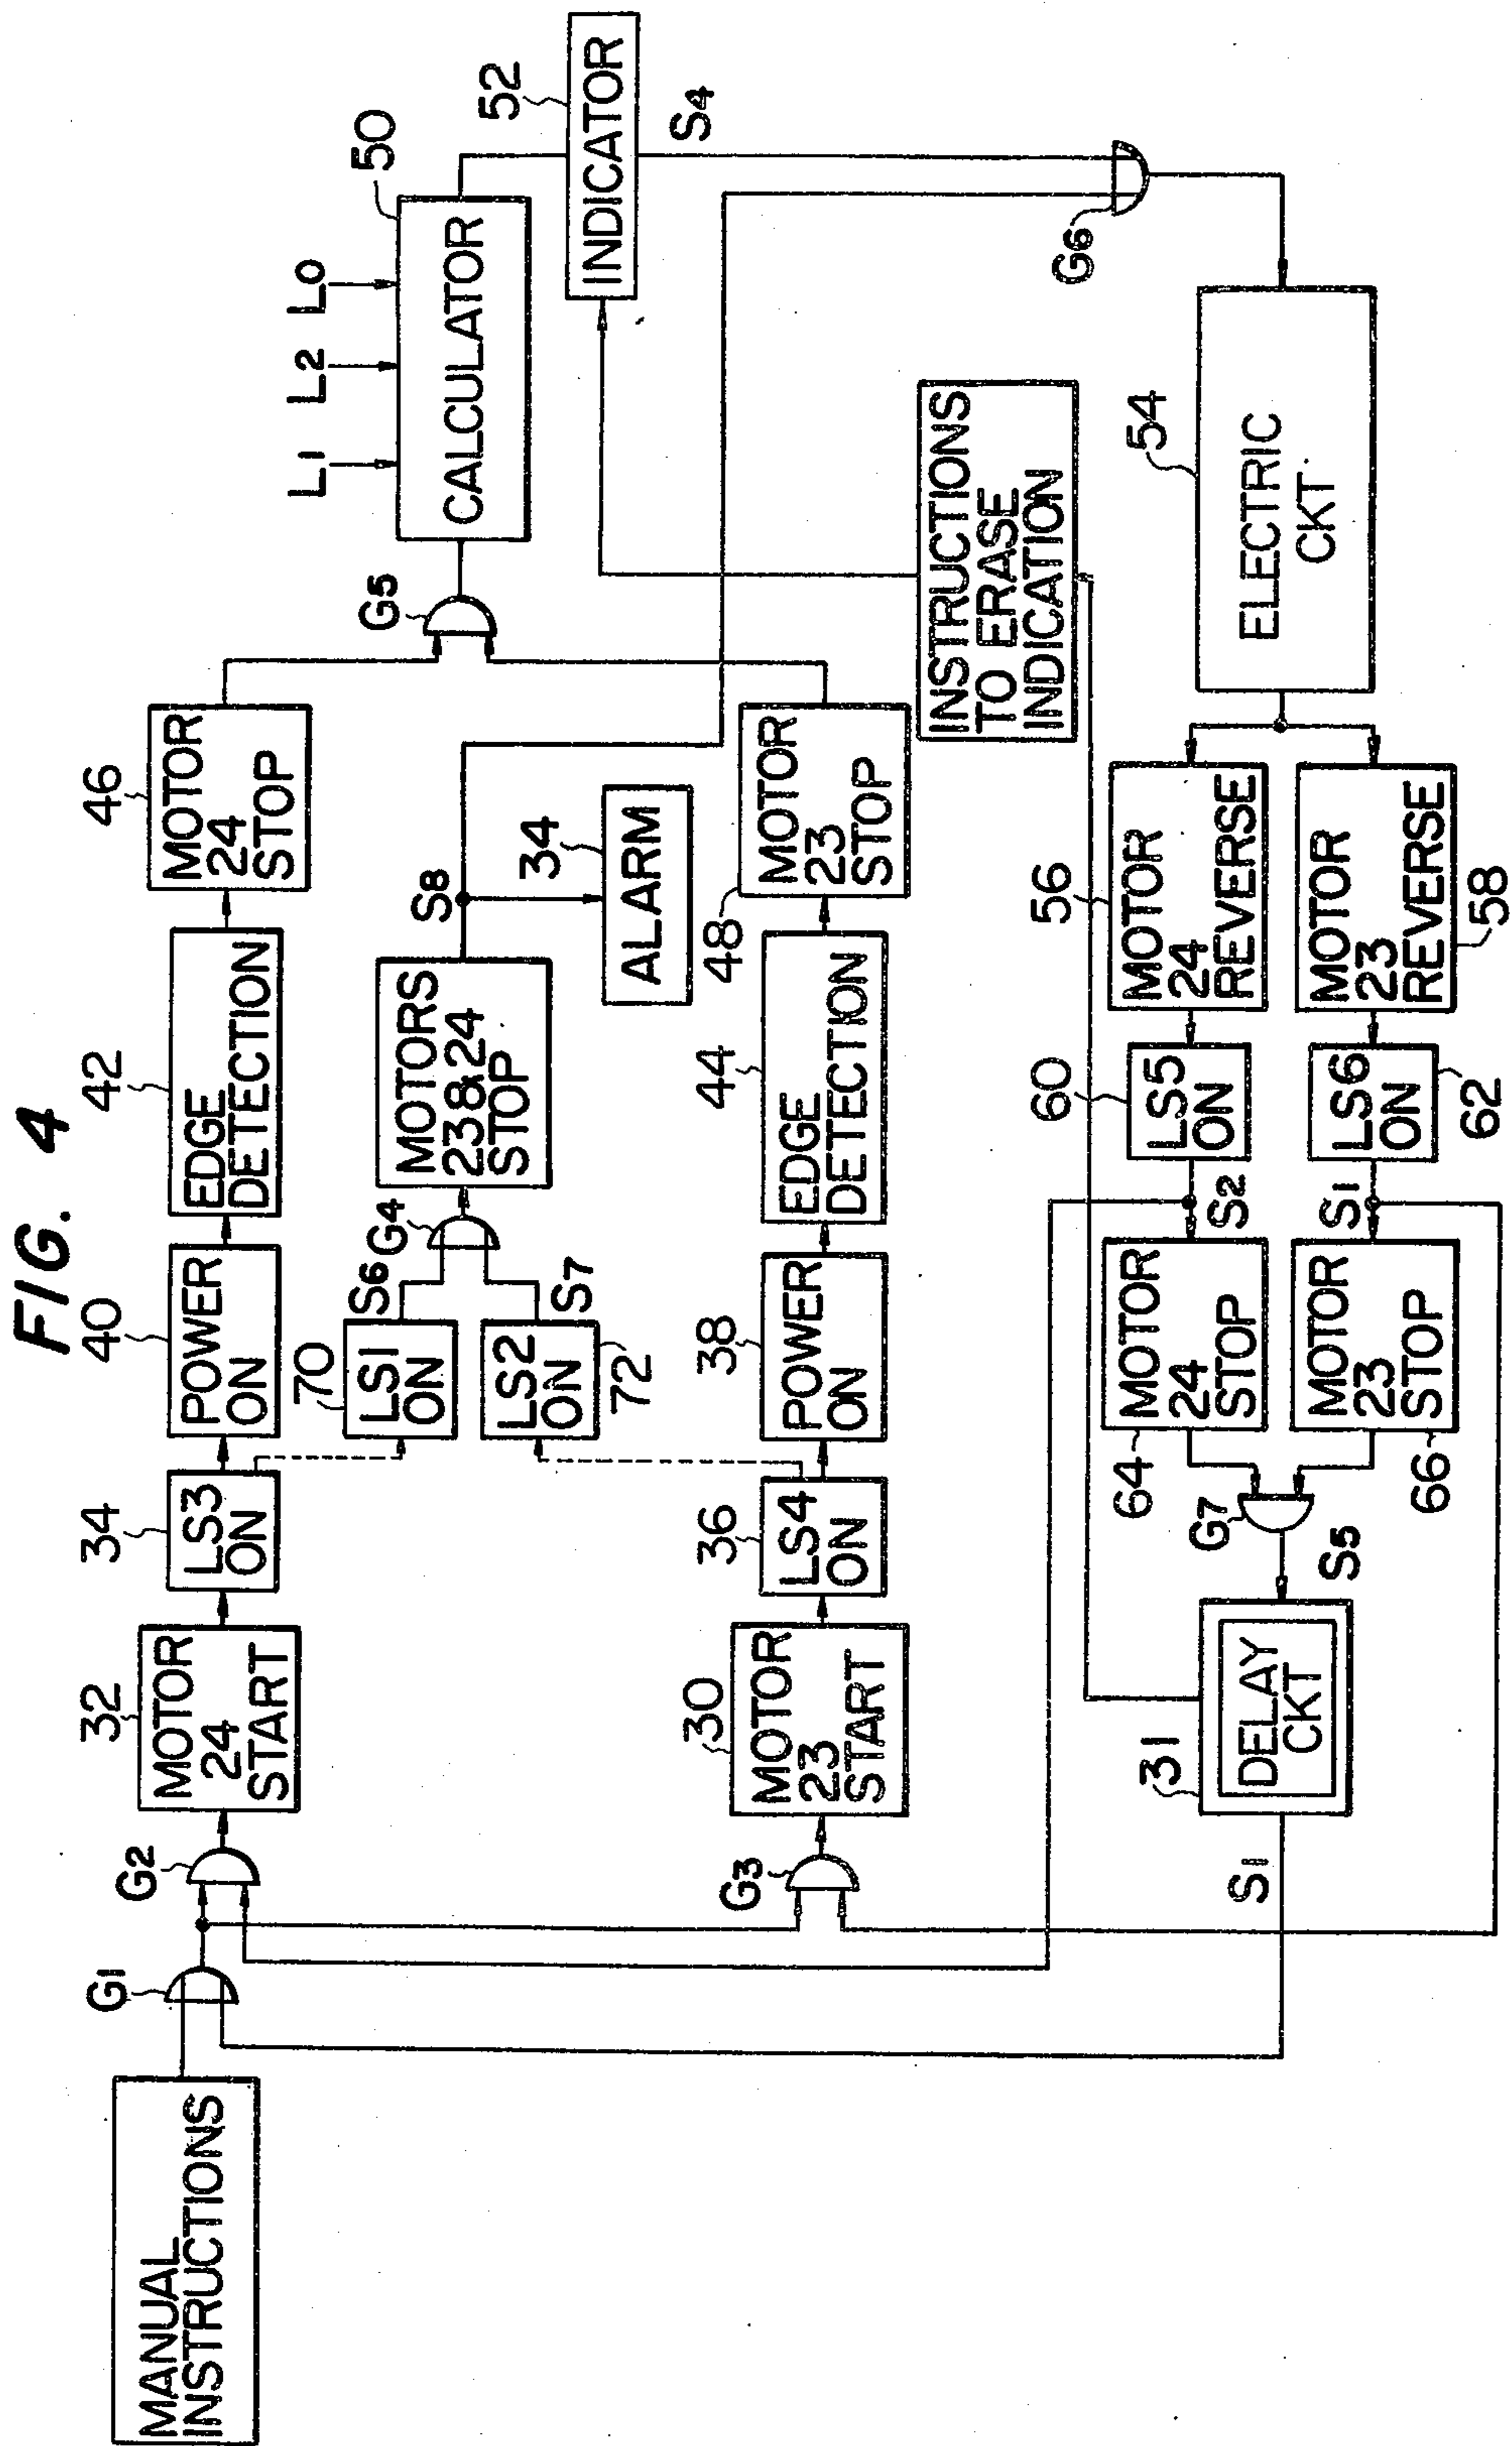 FIG. 4
MANUAL
INSTRUCTIONS
G1
G2
32
MOTOR
24
START
34
LS3
ON
40
POWER
ON
42
EDGE
DETECTION
46
MOTOR
24
STOP
G5
L1
L2
L0
50
CALCULATOR
52
INDICATOR
S4
70
LS1
ON
S6
LS2
ON
72
S7
G4
MOTORS
23&24
STOP
S8
34
ALARM
G3
30
MOTOR
23
START
36
LS4
ON
38
POWER
ON
44
EDGE
DETECTION
48
MOTOR
23
STOP
INSTRUCTIONS
TO ERASE
INDICATION
G6
54
ELECTRIC
CKT
56
MOTOR
24
REVERSE
MOTOR
23
REVERSE
58
60
LS5
ON
LS6
ON
62
S2
S1
64
MOTOR
24
STOP
MOTOR
23
STOP
66
G7
S5
31
DELAY
CKT
S1